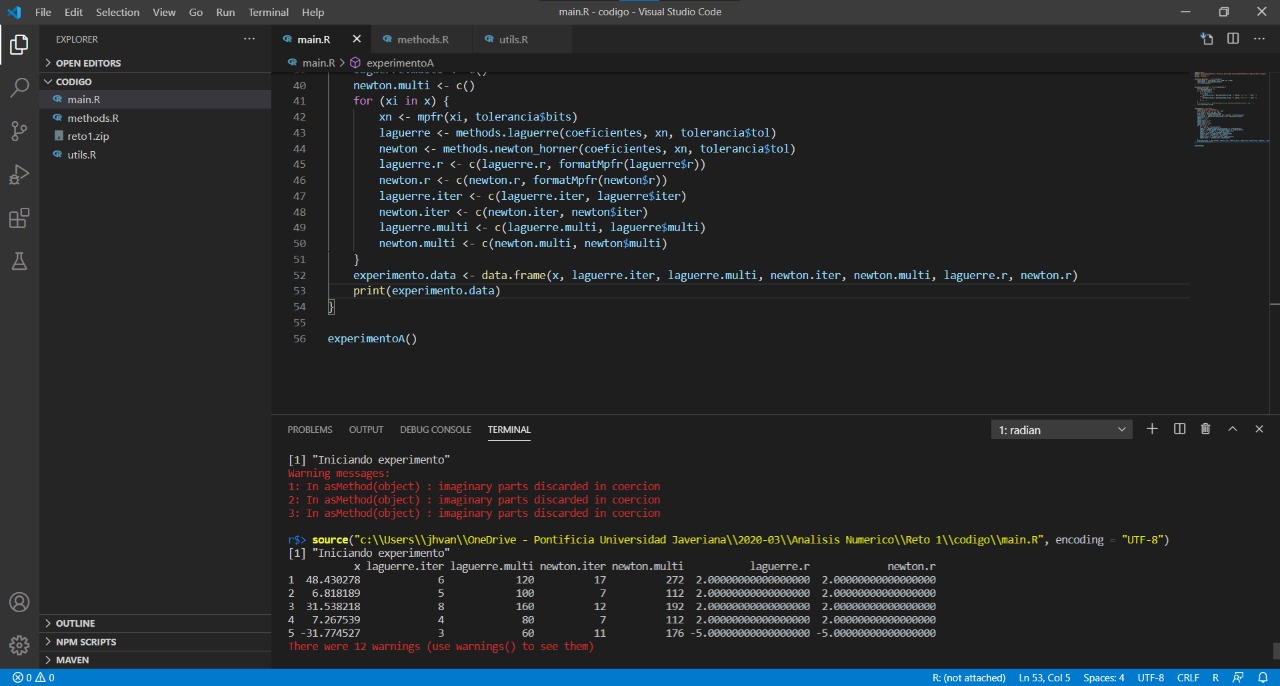 File Edit Selection View Go Run Terminal Help
main.R - codigo - Visual Studio Code
EXPLORER
OPEN EDITORS
CODIGO
main.R
methods.R
reto1.zip
utils.R
OUTLINE
NPM SCRIPTS
MAVEN
main.R methods.R utils.R
main.R > experimentoA
40 newton.multi <- c()
41 for (xi in x) {
42 xn <- mpfr(xi, tolerancia$bits)
43 laguerre <- methods.laguerre(coeficientes, xn, tolerancia$tol)
44 newton <- methods.newton_horner(coeficientes, xn, tolerancia$tol)
45 laguerre.r <- c(laguerre.r, formatMpfr(laguerre$r))
46 newton.r <- c(newton.r, formatMpfr(newton$r))
47 laguerre.iter <- c(laguerre.iter, laguerre$iter)
48 newton.iter <- c(newton.iter, newton$iter)
49 laguerre.multi <- c(laguerre.multi, laguerre$multi)
50 newton.multi <- c(newton.multi, newton$multi)
51 }
52 experimento.data <- data.frame(x, laguerre.iter, laguerre.multi, newton.iter, newton.multi, laguerre.r, newton.r)
53 print(experimento.data)
54 }
55
56 experimentoA()
PROBLEMS OUTPUT DEBUG CONSOLE TERMINAL
1: radian
[1] "Iniciando experimento"
Warning messages:
1: In asMethod(object) : imaginary parts discarded in coercion
2: In asMethod(object) : imaginary parts discarded in coercion
3: In asMethod(object) : imaginary parts discarded in coercion
r$> source("c:\\Users\\jhvan\\OneDrive - Pontificia Universidad Javeriana\\2020-03\\Analisis Numerico\\Reto 1\\codigo\\main.R", encoding = "UTF-8")
[1] "Iniciando experimento"
x laguerre.iter laguerre.multi newton.iter newton.multi laguerre.r newton.r
1 48.430278 6 120 17 272 2.0000000000000000 2.0000000000000000
2 6.818189 5 100 7 112 2.0000000000000000 2.0000000000000000
3 31.538218 8 160 12 192 2.0000000000000000 2.0000000000000000
4 7.267539 4 80 7 112 2.0000000000000000 2.0000000000000000
5 -31.774527 3 60 11 176 -5.0000000000000000 -5.0000000000000000
There were 12 warnings (use warnings() to see them)
0 0
R: (not attached) Ln 53, Col 5 Spaces: 4 UTF-8 CRLF R